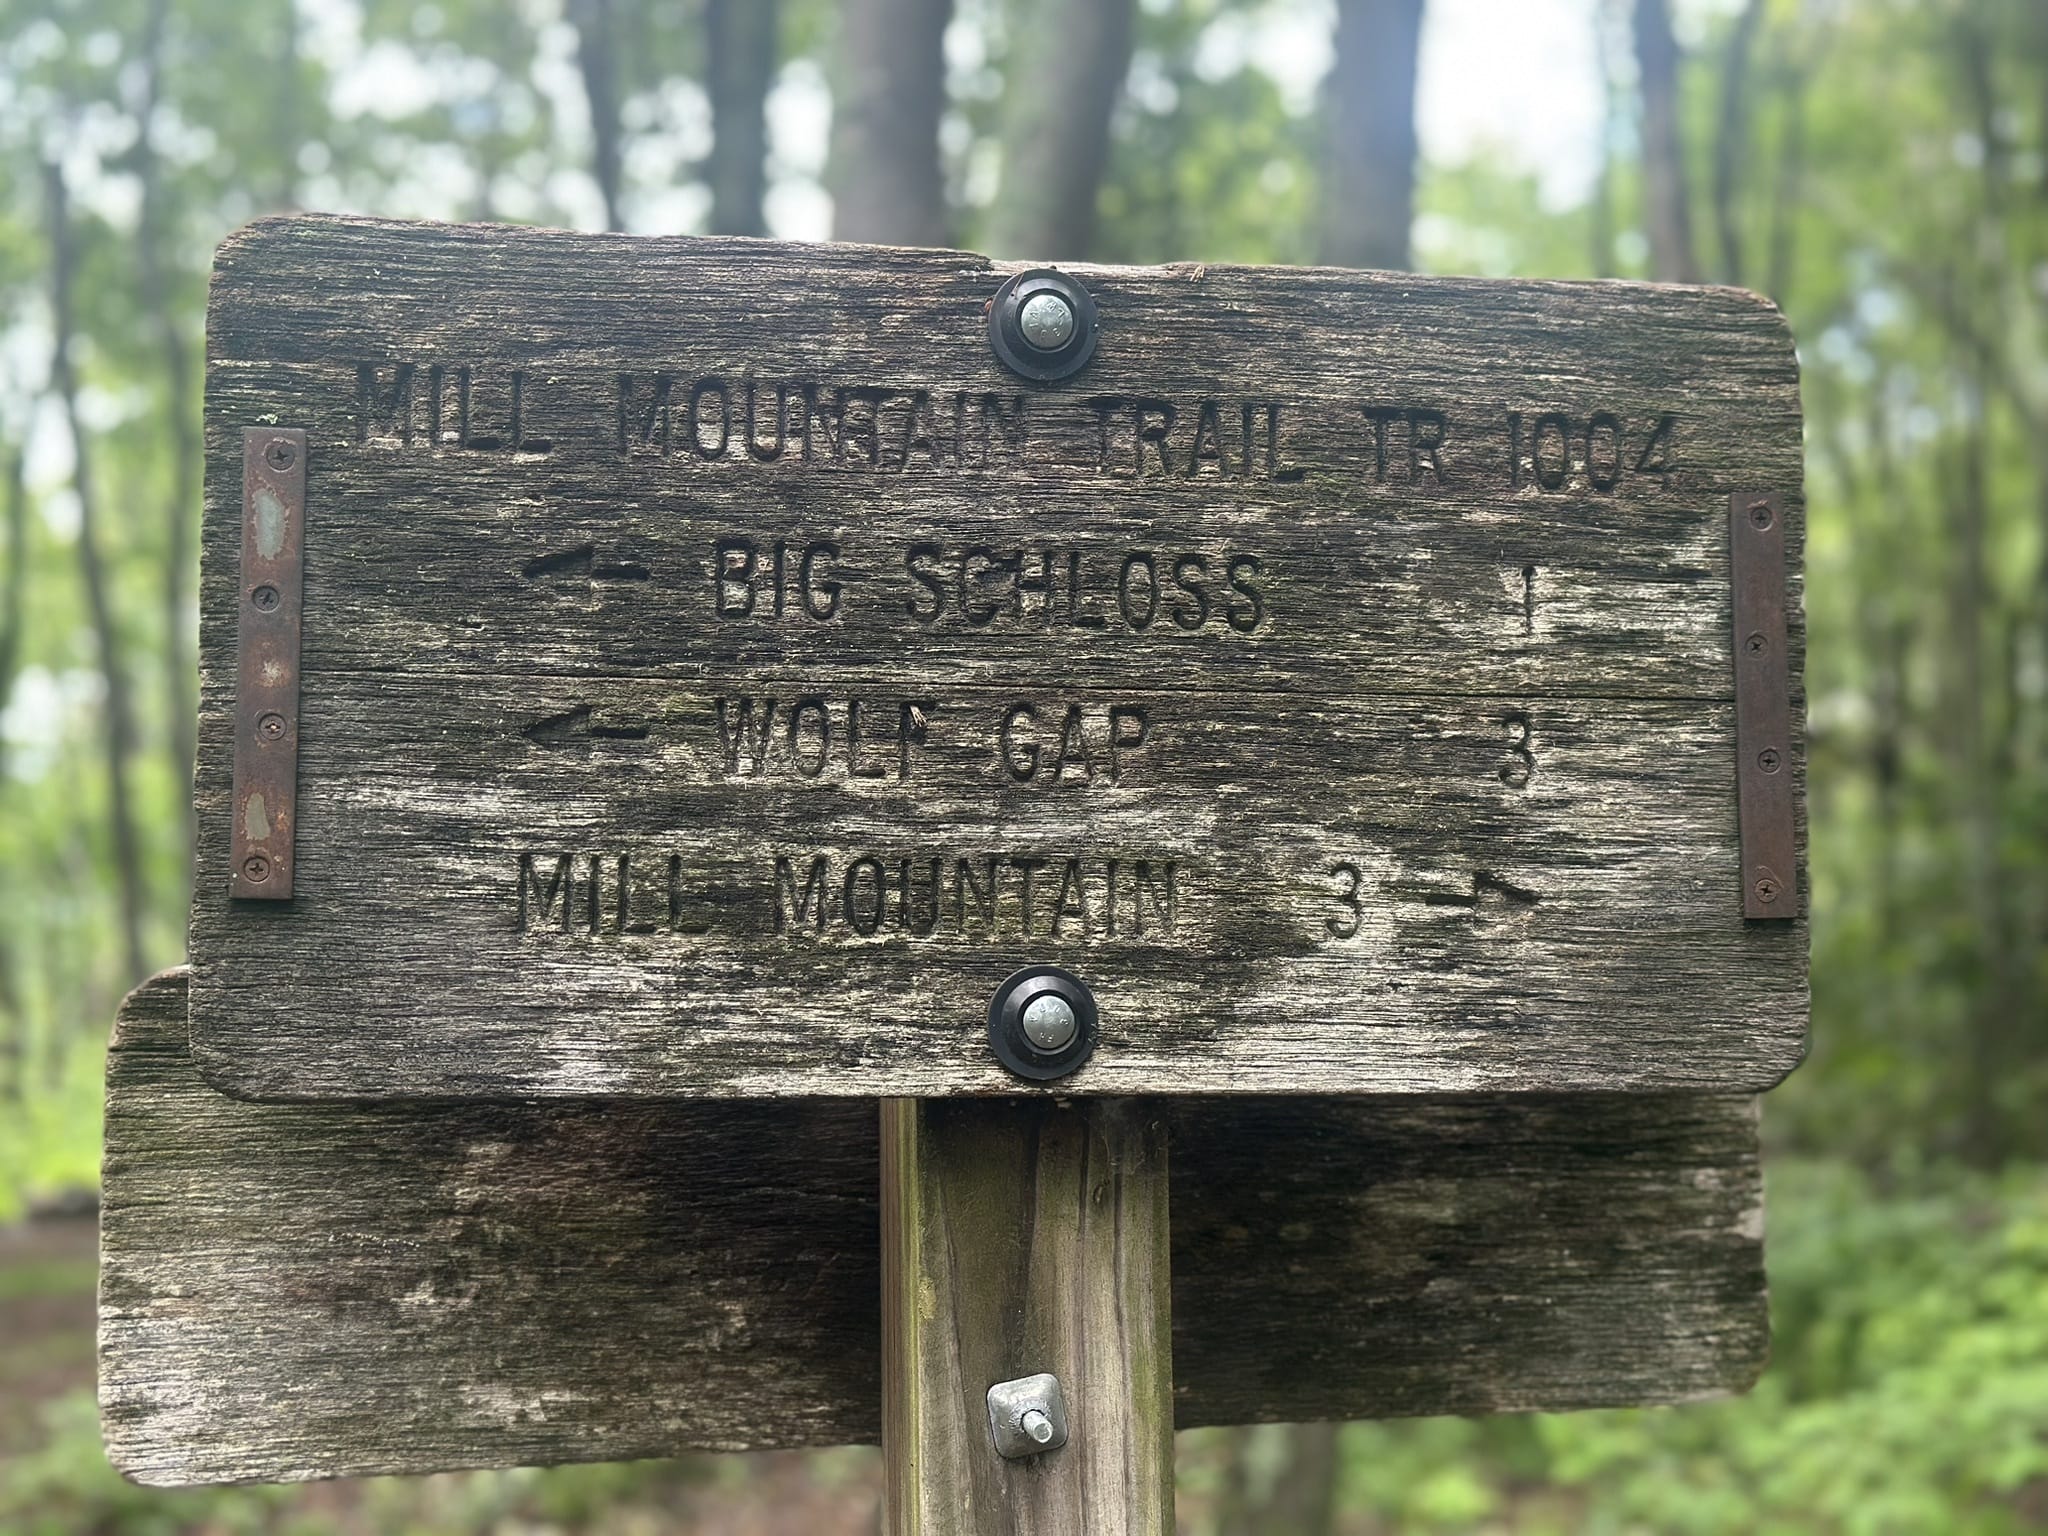 MILL MOUNTAIN TRAIL TR 1004
← BIG SCHLOSS 1
← WOLF GAP 3
MILL MOUNTAIN 3 →